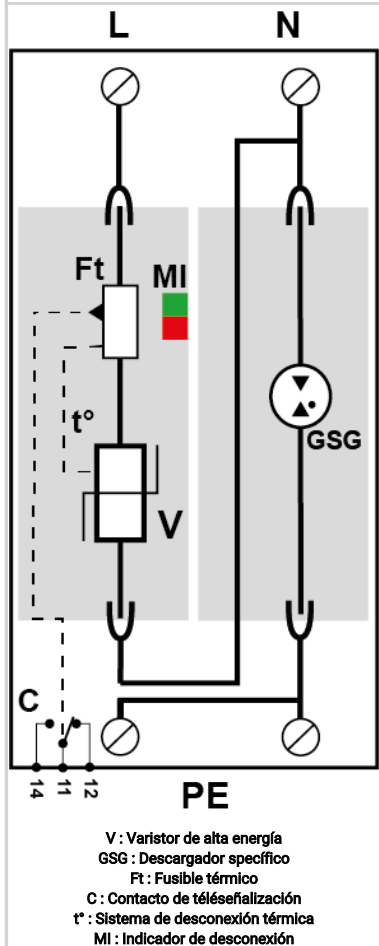 L N
Ft MI
t°
GSG
V
C
14 11 12
PE
V : Varistor de alta energía
GSG : Descargador specífico
Ft : Fusible térmico
C : Contacto de téléseñalización
t° : Sistema de desconexión térmica
MI : Indicador de desconexión